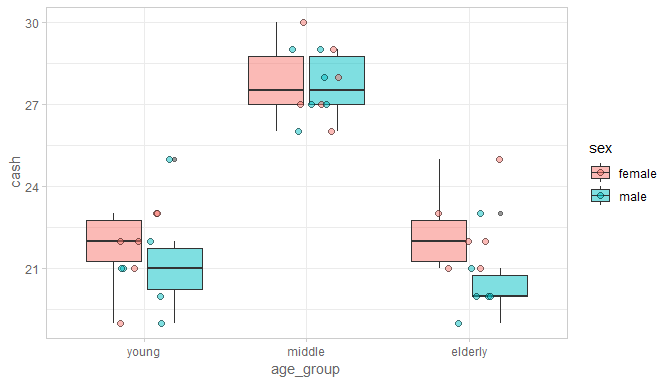 30
27
24
21
cash
young middle elderly
age_group
sex
female
male